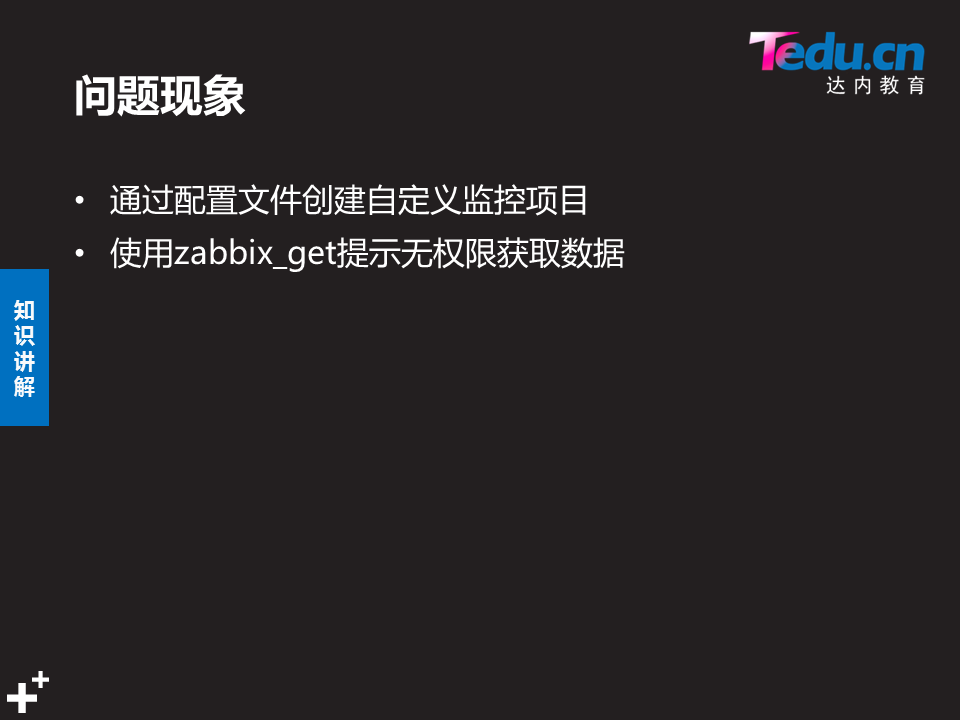 Tedu.cn
达内教育
问题现象
• 通过配置文件创建自定义监控项目
• 使用zabbix_get提示无权限获取数据
知
识
讲
解